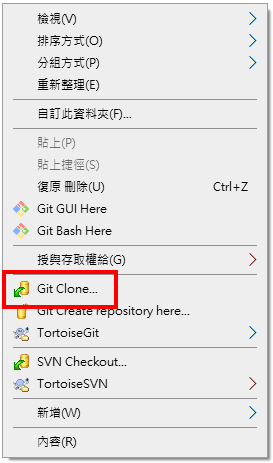 檢視(V)
排序方式(O)
分組方式(P)
重新整理(E)
自訂此資料夾(F)...
貼上(P)
貼上捷徑(S)
復原 刪除(U) Ctrl+Z
Git GUI Here
Git Bash Here
授與存取權給(G)
Git Clone...
Git Create repository here...
TortoiseGit
SVN Checkout...
TortoiseSVN
新增(W)
內容(R)